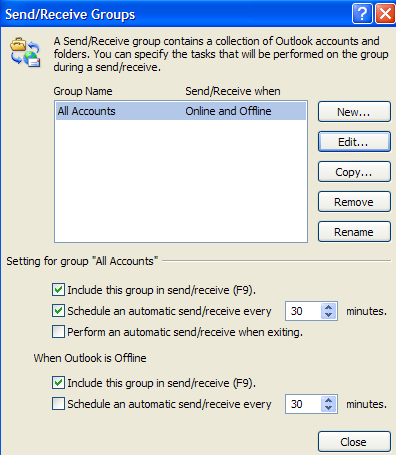 Send/Receive Groups
A Send/Receive group contains a collection of Outlook accounts and
folders. You can specify the tasks that will be performed on the group
during a send/receive.
Group Name Send/Receive when
All Accounts Online and Offline
New...
Edit...
Copy...
Remove
Rename
Setting for group "All Accounts"
Include this group in send/receive (F9).
Schedule an automatic send/receive every 30 minutes.
Perform an automatic send/receive when exiting.
When Outlook is Offline
Include this group in send/receive (F9).
Schedule an automatic send/receive every 30 minutes.
Close